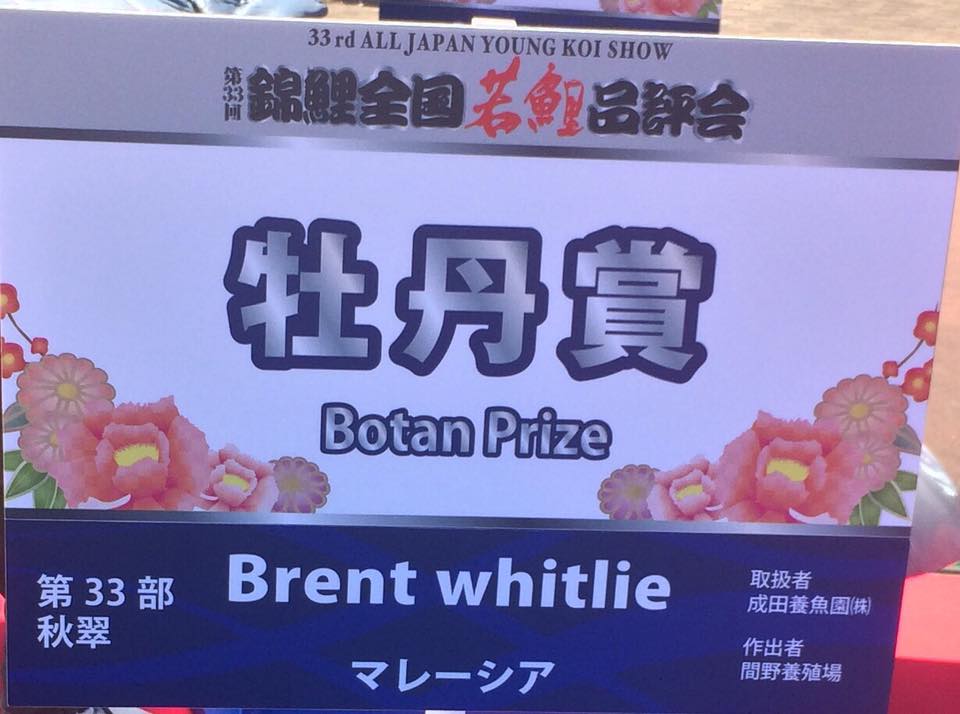 33rd ALL JAPAN YOUNG KOI SHOW
第33回 錦鯉全国若鯉品評会
牡丹賞
Botan Prize
第33部
秋翠
Brent whitlie
マレーシア
取扱者
成田養魚園㈱
作出者
間野養殖場